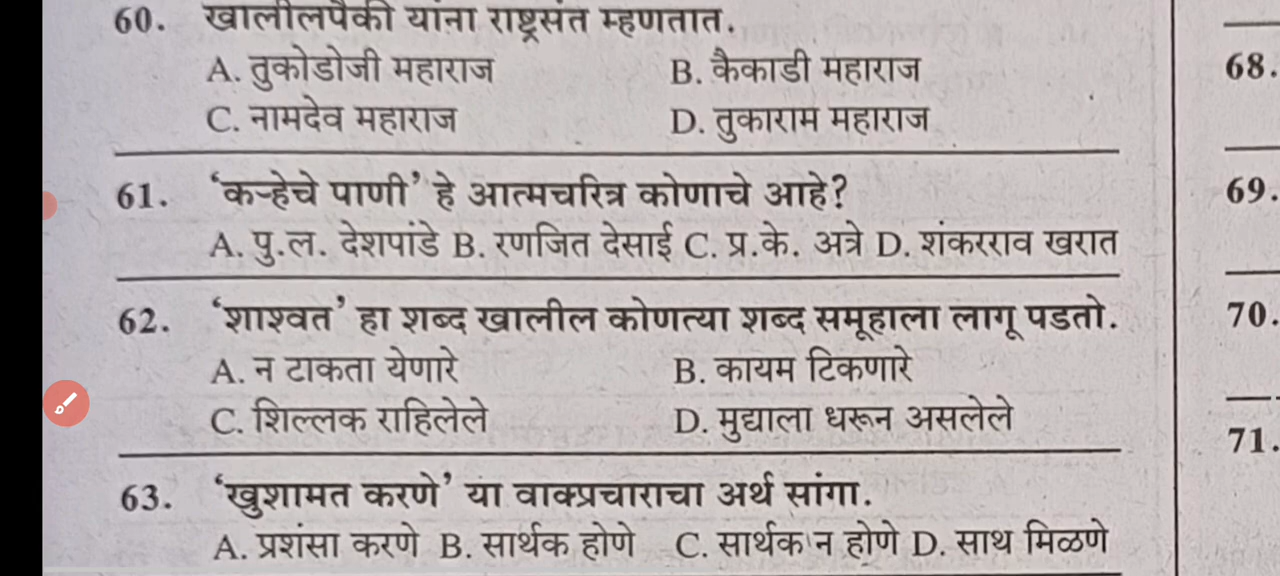 60. खालीलपैकी यांना राष्ट्रसंत म्हणतात.
A. तुकोडोजी महाराज B. कैकाडी महाराज
C. नामदेव महाराज D. तुकाराम महाराज
61. ‘कऱ्हेचे पाणी’ हे आत्मचरित्र कोणाचे आहे?
A. पु.ल. देशपांडे B. रणजित देसाई C. प्र.के. अत्रे D. शंकरराव खरात
62. ‘शाश्वत’ हा शब्द खालील कोणत्या शब्द समूहाला लागू पडतो.
A. न टाकता येणारे B. कायम टिकणारे
C. शिल्लक राहिलेले D. मुद्याला धरून असलेले
63. ‘खुशामत करणे’ या वाक्प्रचाराचा अर्थ सांगा.
A. प्रशंसा करणे B. सार्थक होणे C. सार्थक न होणे D. साथ मिळणे
68.
69.
70.
71.